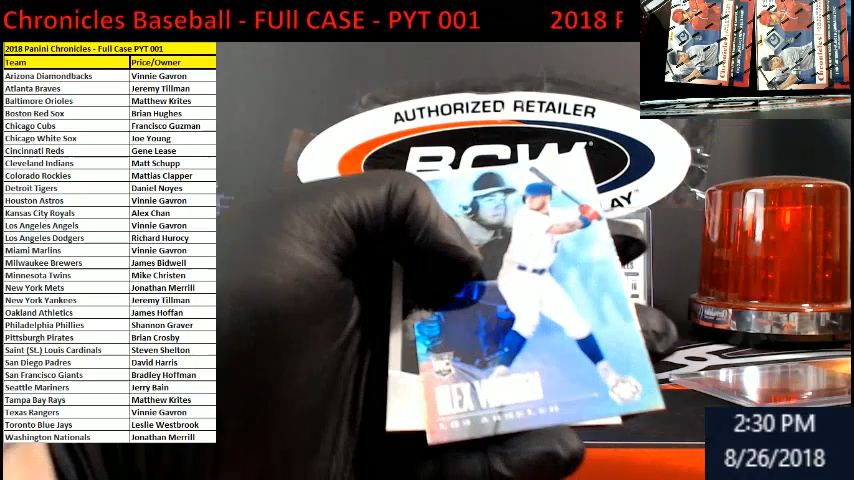 Chronicles Baseball - FUll CASE - PYT 001 2018 P
2018 Panini Chronicles - Full Case PYT 001
Team Price/Owner
Arizona Diamondbacks Vinnie Gavron
Atlanta Braves Jeremy Tillman
Baltimore Orioles Matthew Krites
Boston Red Sox Brian Hughes
Chicago Cubs Francisco Guzman
Chicago White Sox Joe Young
Cincinnati Reds Gene Lease
Cleveland Indians Matt Schupp
Colorado Rockies Mattias Clapper
Detroit Tigers Daniel Noyes
Houston Astros Vinnie Gavron
Kansas City Royals Alex Chan
Los Angels Angels Vinnie Gavron
Los Angeles Dodgers Richard Hurocy
Miami Marlins Vinnie Gavron
Milwaukee Brewers James Bidwell
Minnesota Twins Mike Christen
New York Mets Jonathan Merrill
New York Yankees Jeremy Tillman
Oakland Athletics James Hoffan
Philadelphia Phillies Shannon Graver
Pittsburgh Pirates Brian Crosby
Saint (St.) Louis Cardinals Steven Shelton
San Diego Padres David Harris
San Francisco Giants Bradley Hoffman
Seattle Mariners Jerry Bain
Tampa Bay Rays Matthew Krites
Texas Rangers Vinnie Gavron
Toronto Blue Jays Leslie Westbrook
Washington Nationals Jonathan Merrill
AUTHORIZED RETAILER
BCW
LAY
RC
ALEX
LOS ANGELES
Chronicles
Chronicles
2:30 PM
8/26/2018